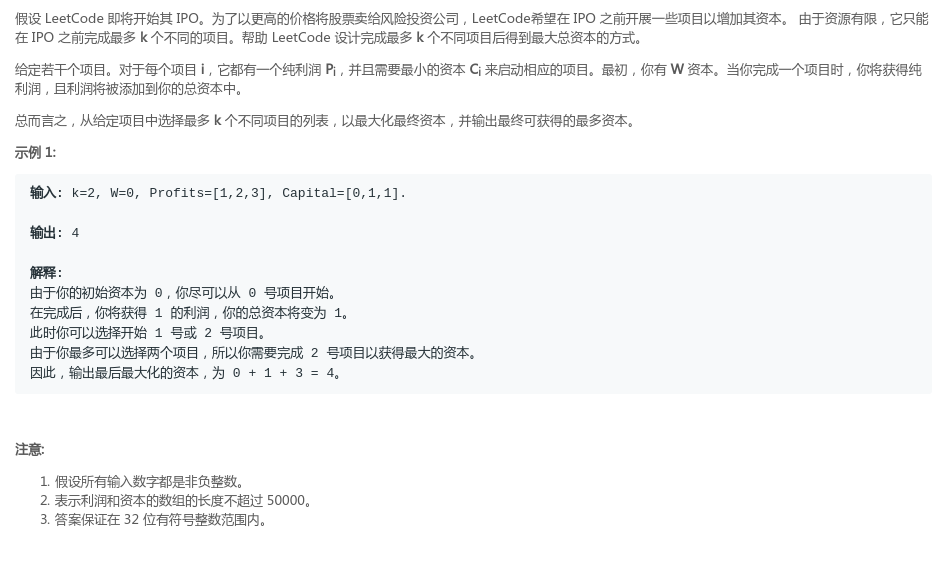 假设 LeetCode 即将开始其 IPO。为了以更高的价格将股票卖给风险投资公司，LeetCode希望在 IPO 之前开展一些项目以增加其资本。 由于资源有限，它只能
在 IPO 之前完成最多 k 个不同的项目。帮助 LeetCode 设计完成最多 k 个不同项目后得到最大总资本的方式。
给定若干个项目。对于每个项目 i，它都有一个纯利润 Pi，并且需要最小的资本 Ci 来启动相应的项目。最初，你有 W 资本。当你完成一个项目时，你将获得纯
利润，且利润将被添加到你的总资本中。
总而言之，从给定项目中选择最多 k 个不同项目的列表，以最大化最终资本，并输出最终可获得的最多资本。
示例 1:
输入: k=2, W=0, Profits=[1,2,3], Capital=[0,1,1].
输出: 4
解释:
由于你的初始资本为 0，你尽可以从 0 号项目开始。
在完成后，你将获得 1 的利润，你的总资本将变为 1。
此时你可以选择开始 1 号或 2 号项目。
由于你最多可以选择两个项目，所以你需要完成 2 号项目以获得最大的资本。
因此，输出最后最大化的资本，为 0 + 1 + 3 = 4。
注意:
1. 假设所有输入数字都是非负整数。
2. 表示利润和资本的数组的长度不超过 50000。
3. 答案保证在 32 位有符号整数范围内。